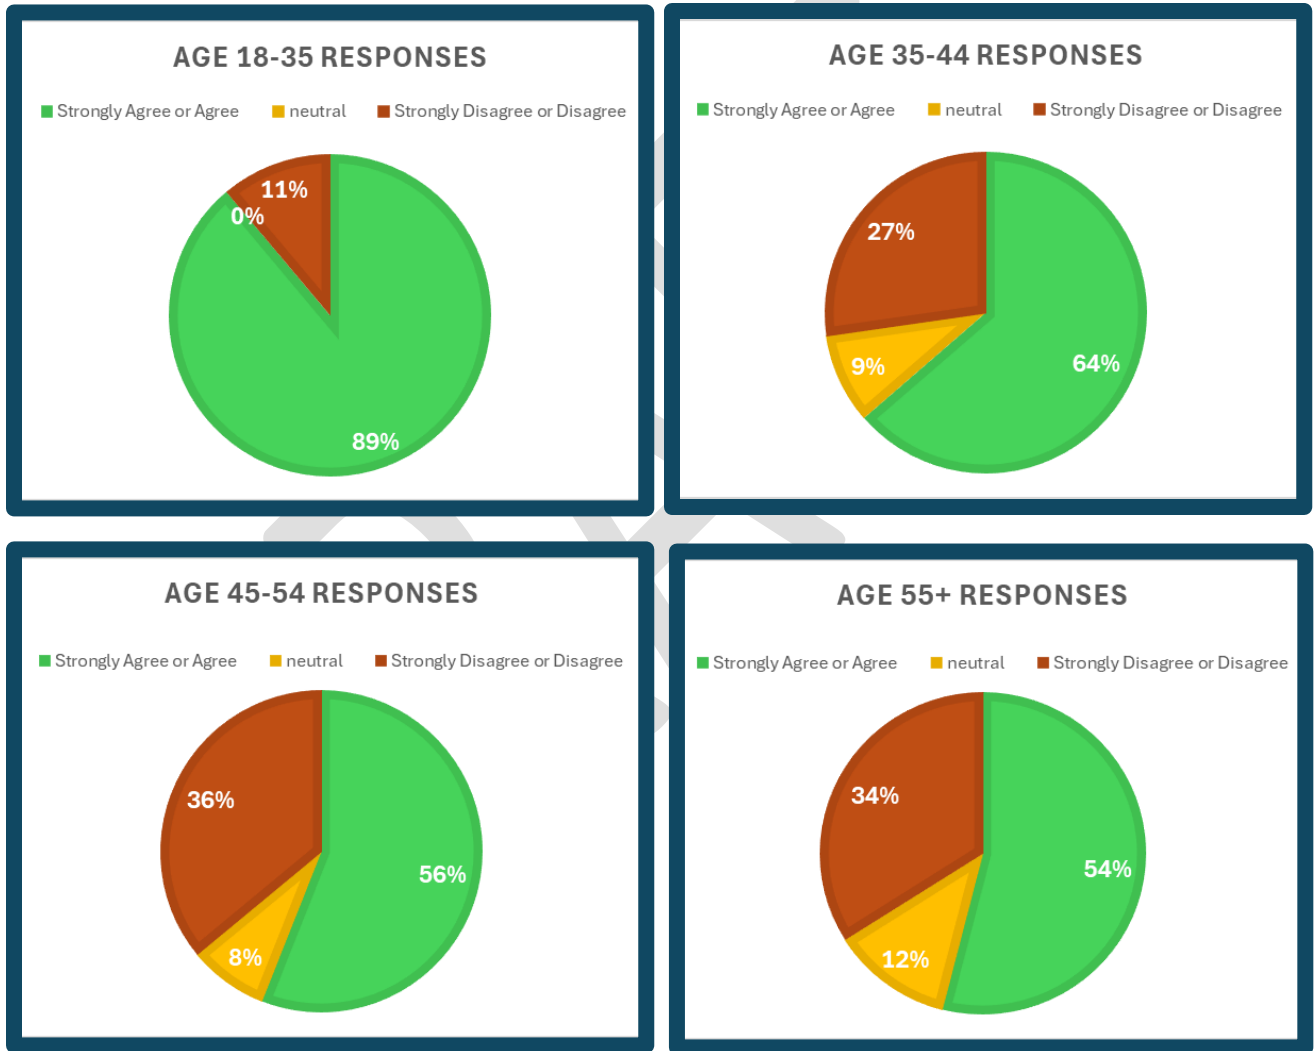 AGE 18-35 RESPONSES
Strongly Agree or Agree neutral Strongly Disagree or Disagree
11%
0%
89%
AGE 35-44 RESPONSES
Strongly Agree or Agree neutral Strongly Disagree or Disagree
27%
9%
64%
AGE 45-54 RESPONSES
Strongly Agree or Agree neutral Strongly Disagree or Disagree
36%
56%
8%
AGE 55+ RESPONSES
Strongly Agree or Agree neutral Strongly Disagree or Disagree
34%
54%
12%